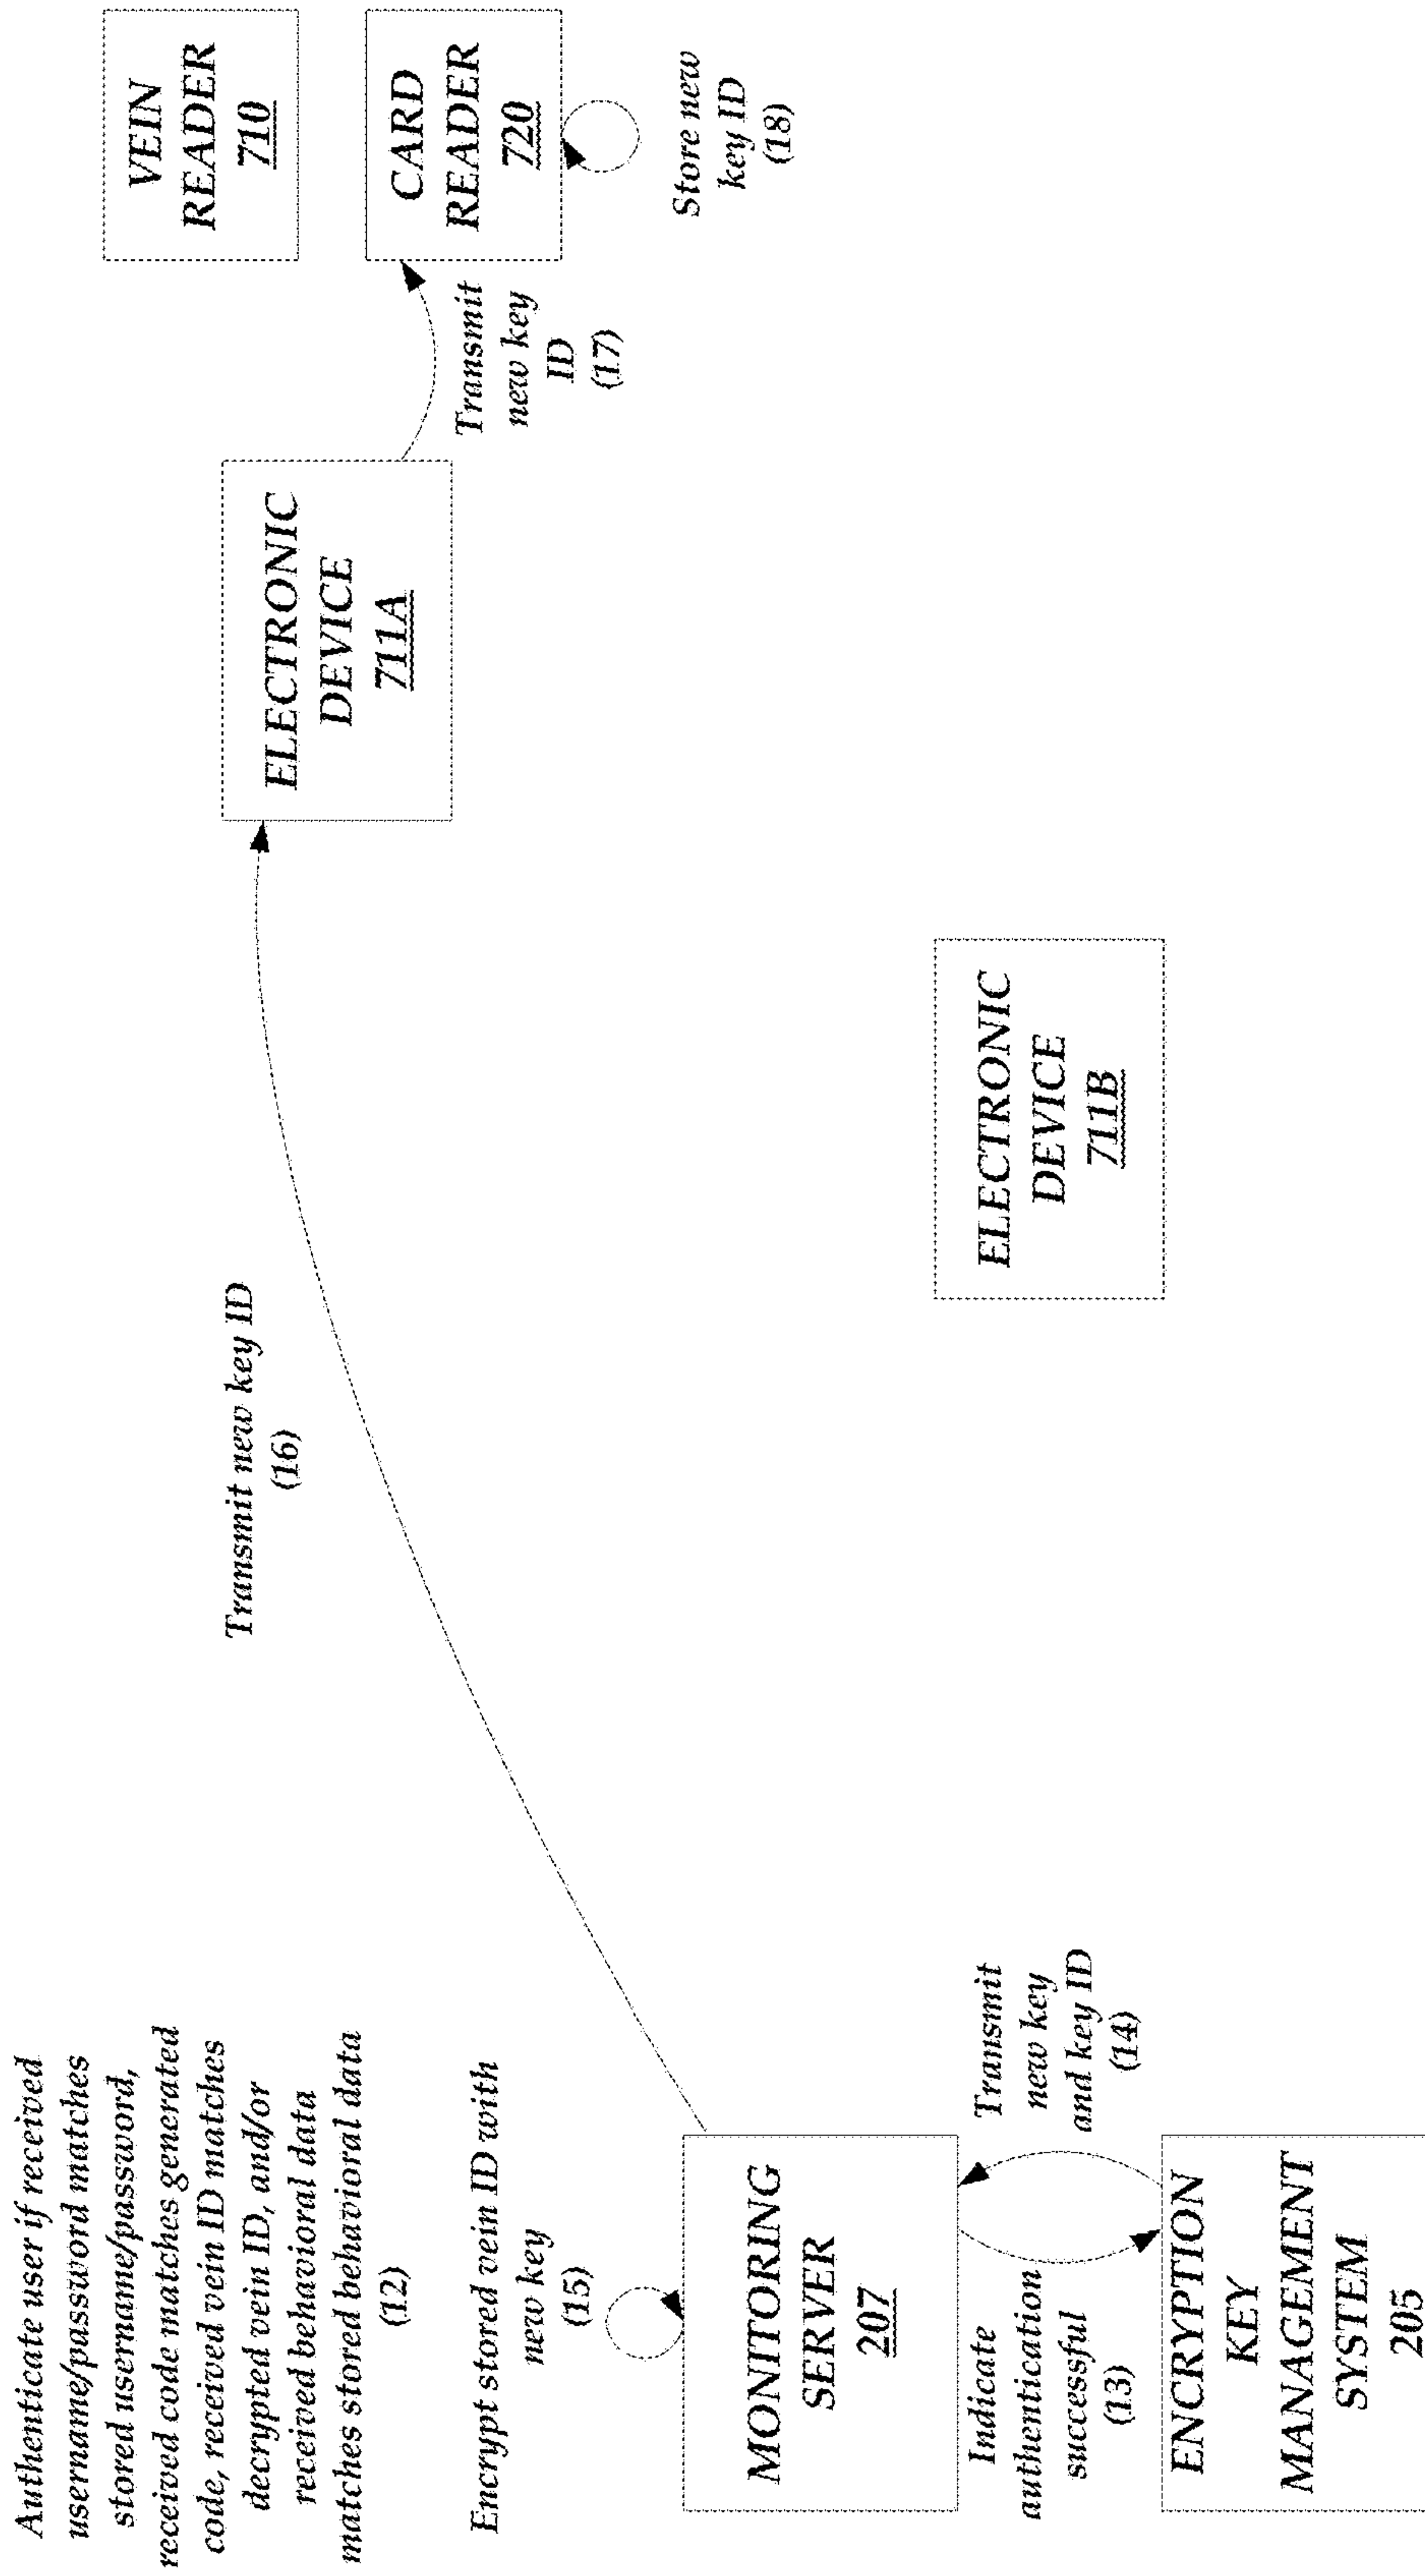 Authenticate user if received
username/password matches
stored username/password,
received code matches generated
code, received vein ID matches
decrypted vein ID, and/or
received behavioral data
matches stored behavioral data
(12)
Encrypt stored vein ID with
new key
(15)
MONITORING
SERVER
207
Indicate
authentication
successful
(13)
Transmit
new key
and key ID
(14)
ENCRYPTION
KEY
MANAGEMENT
SYSTEM
205
Transmit new key ID
(16)
ELECTRONIC
DEVICE
711B
ELECTRONIC
DEVICE
711A
Transmit
new key
ID
(17)
VEIN
READER
710
CARD
READER
720
Store new
key ID
(18)